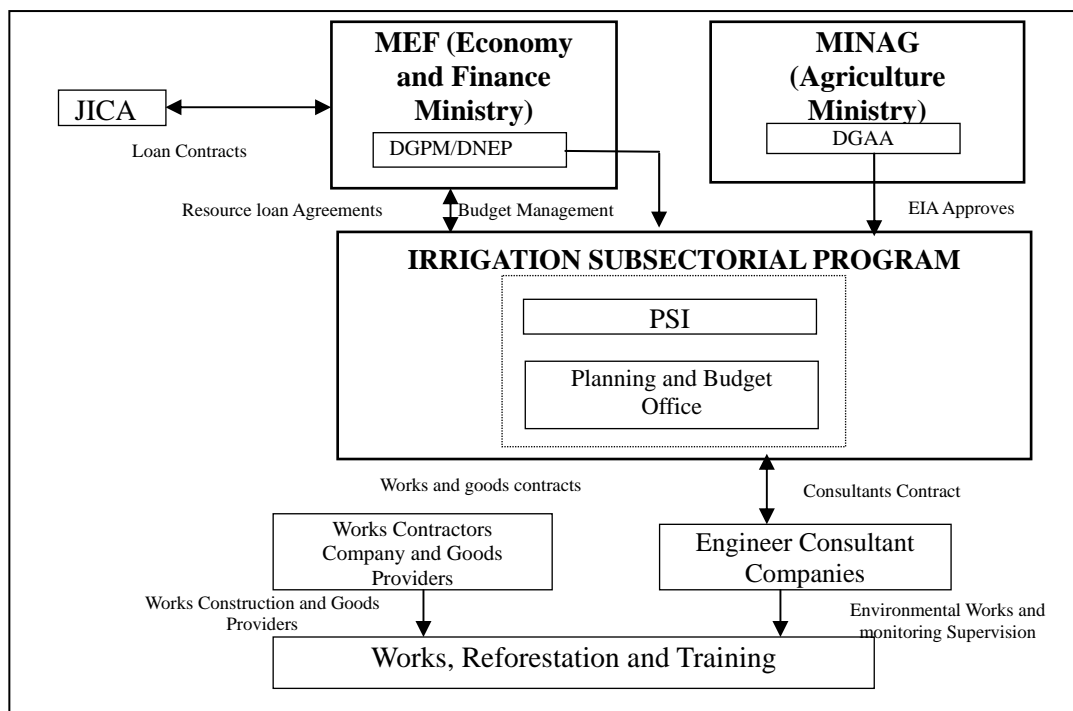 MEF (Economy
and Finance
Ministry)
MINAG
(Agriculture
Ministry)
JICA
DGPM/DNEP
DGAA
Loan Contracts
Resource loan Agreements
Budget Management
EIA Approves
IRRIGATION SUBSECTORIAL PROGRAM
PSI
Planning and Budget
Office
Works and goods contracts
Consultants Contract
Works Contractors
Company and Goods
Providers
Engineer Consultant
Companies
Works Construction and Goods
Providers
Environmental Works and
monitoring Supervision
Works, Reforestation and Training